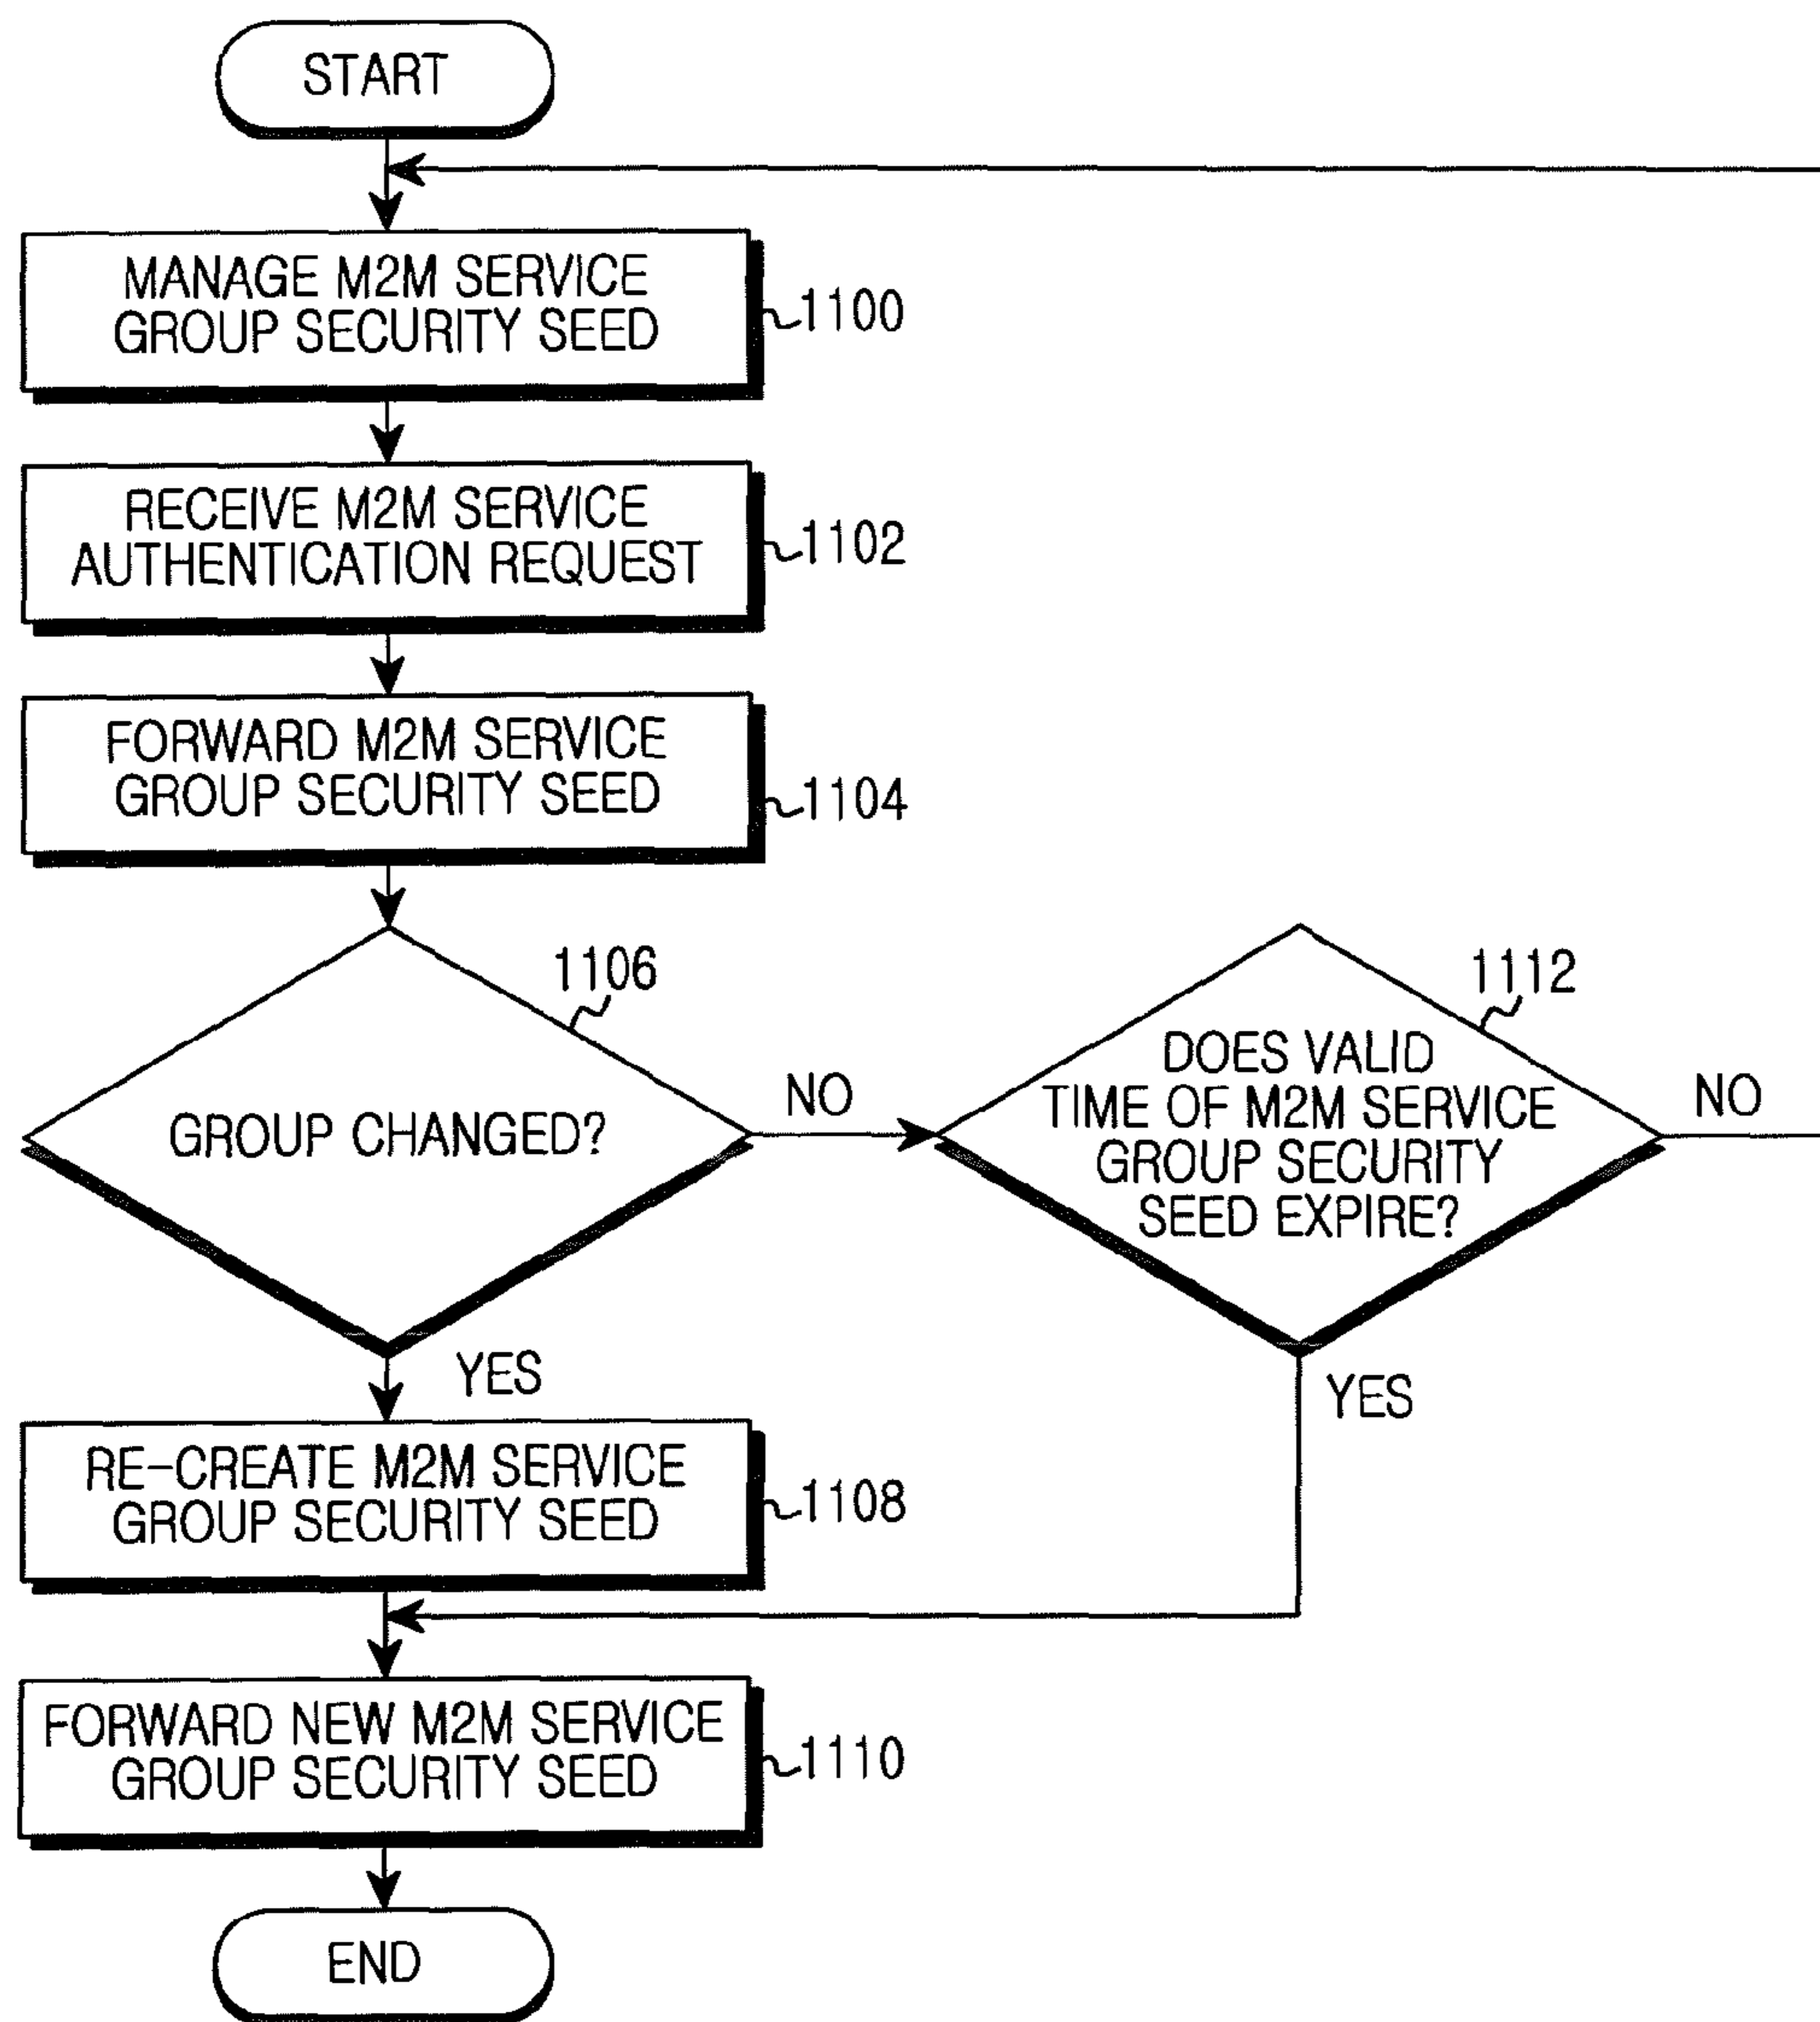 START
MANAGE M2M SERVICE
GROUP SECURITY SEED
1100
RECEIVE M2M SERVICE
AUTHENTICATION REQUEST
1102
FORWARD M2M SERVICE
GROUP SECURITY SEED
1104
1106
GROUP CHANGED?
NO
1112
DOES VALID
TIME OF M2M SERVICE
GROUP SECURITY
SEED EXPIRE?
NO
YES
YES
RE-CREATE M2M SERVICE
GROUP SECURITY SEED
1108
FORWARD NEW M2M SERVICE
GROUP SECURITY SEED
1110
END